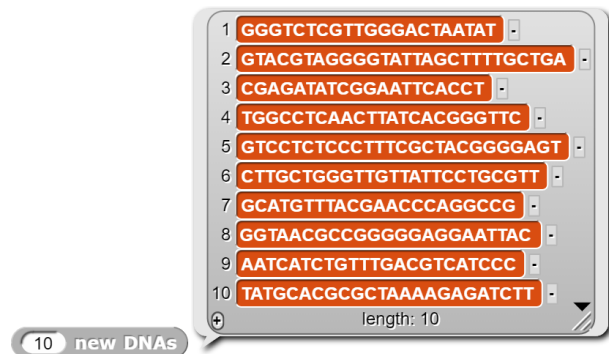 1 GGGTCTCGTTGGGACTAATAT -
2 GTACGTAGGGGTATTAGCTTTTGCTGA -
3 CGAGATATCGGAATTCACCT -
4 TGGCCTCAACTTATCACGGGTTC -
5 GTCCTCTCCCTTTCGCTACGGGGAGT -
6 CTTGCTGGGTTGTTATTCCTGCGTT -
7 GCATGTTTACGAACCCAGGCCG -
8 GGTAACGCCGGGGGAGGAATTAC -
9 AATCATCTGTTTGACGTCATCCC -
10 TATGCACGCGCTAAAAGAGATCTT -
+ length: 10
10 new DNAs